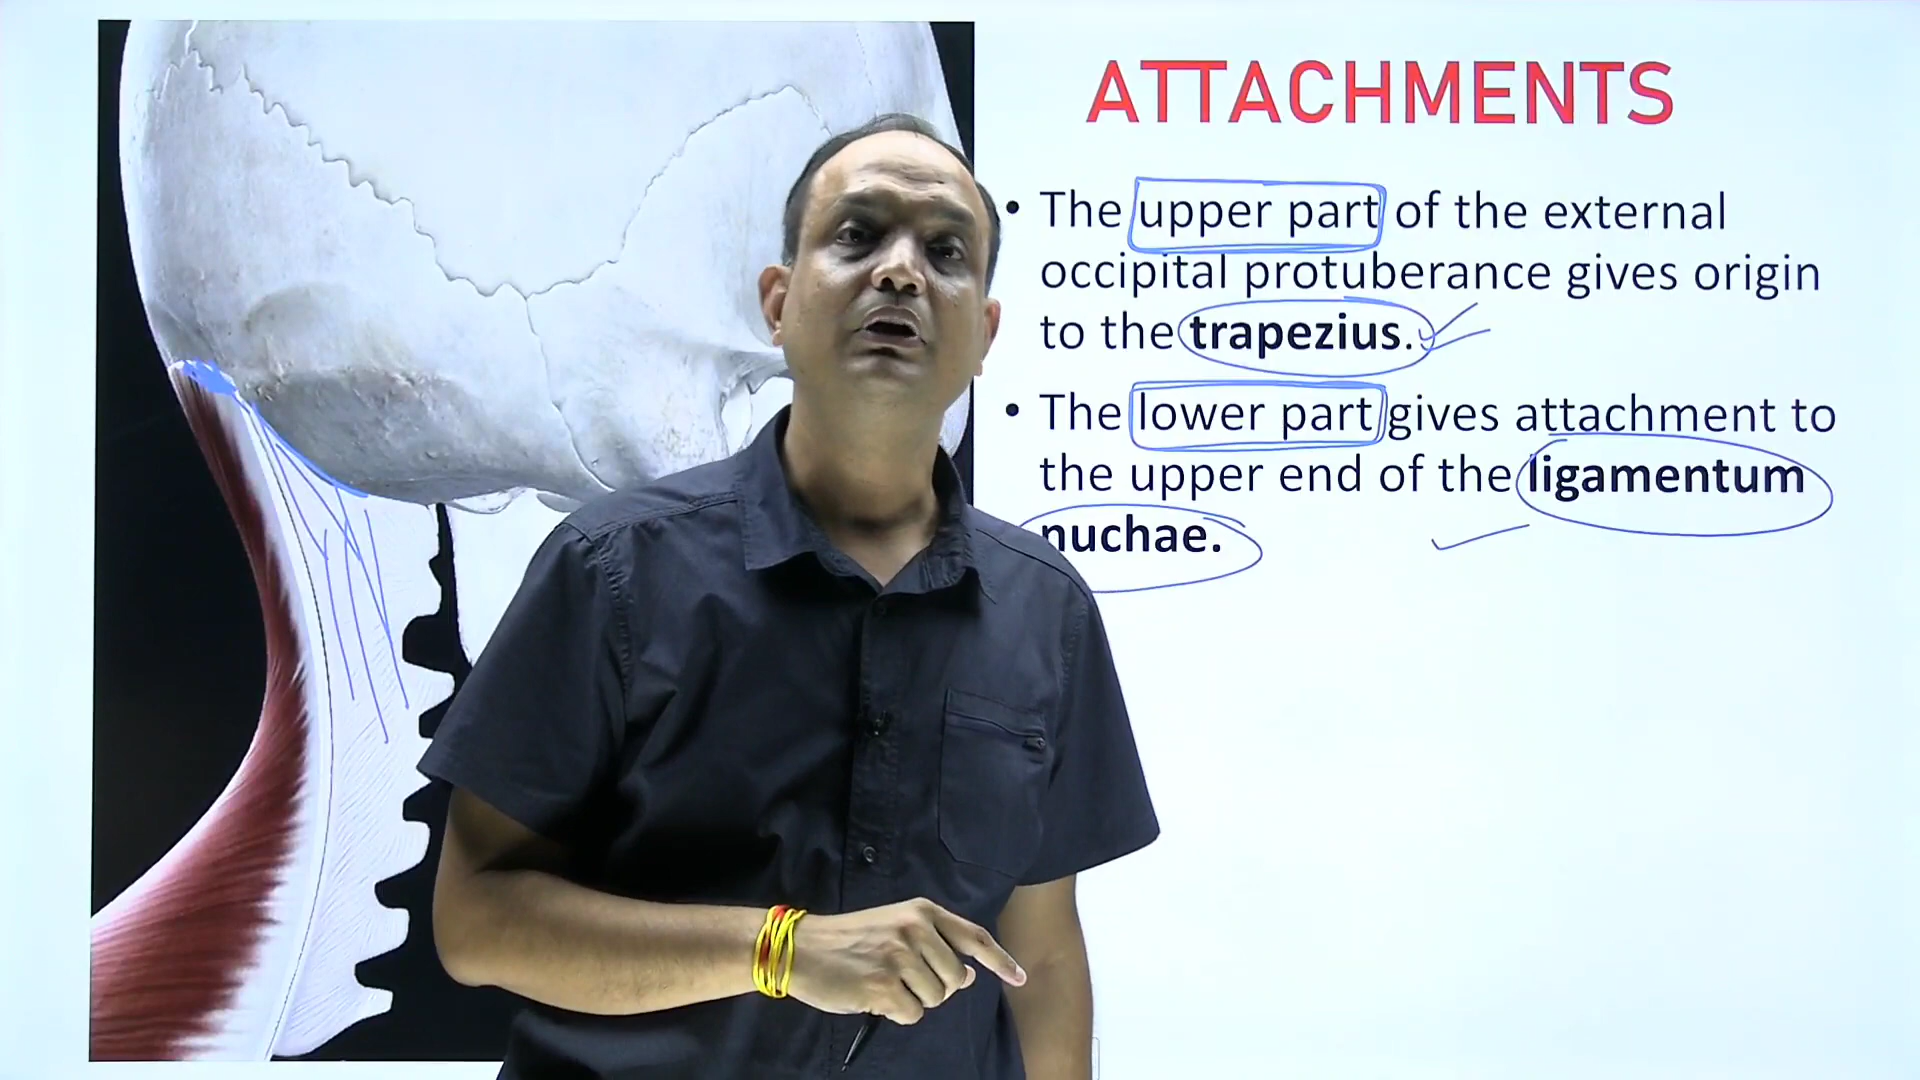 ATTACHMENTS
• The upper part of the external
occipital protuberance gives origin
to the trapezius.
• The lower part gives attachment to
the upper end of the ligamentum
nuchae.